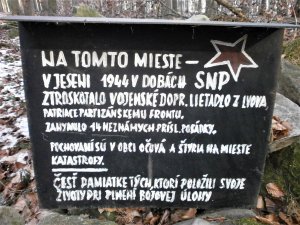 NA TOMTO MIESTE –
V JESENI 1944 V DOBÁCH SNP
ZTROSKOTALO VOJENSKÉ DOPR. LIETADLO Z ĽVOVA,
PATRIACE PARTIZÁNSKEMU FRONTU.
ZAHYNULO 14 NEZNÁMYCH PRÍSL. POSÁDKY.
POCHOVANÍ SÚ V OBCI OČOVÁ A ŠTYRIA NA MIESTE
KATASTROFY.
ČESŤ PAMIATKE TÝCH, KTORÍ POLOŽILI SVOJE
ŽIVOTY PRI PLNENÍ BOJOVEJ ÚLOHY.